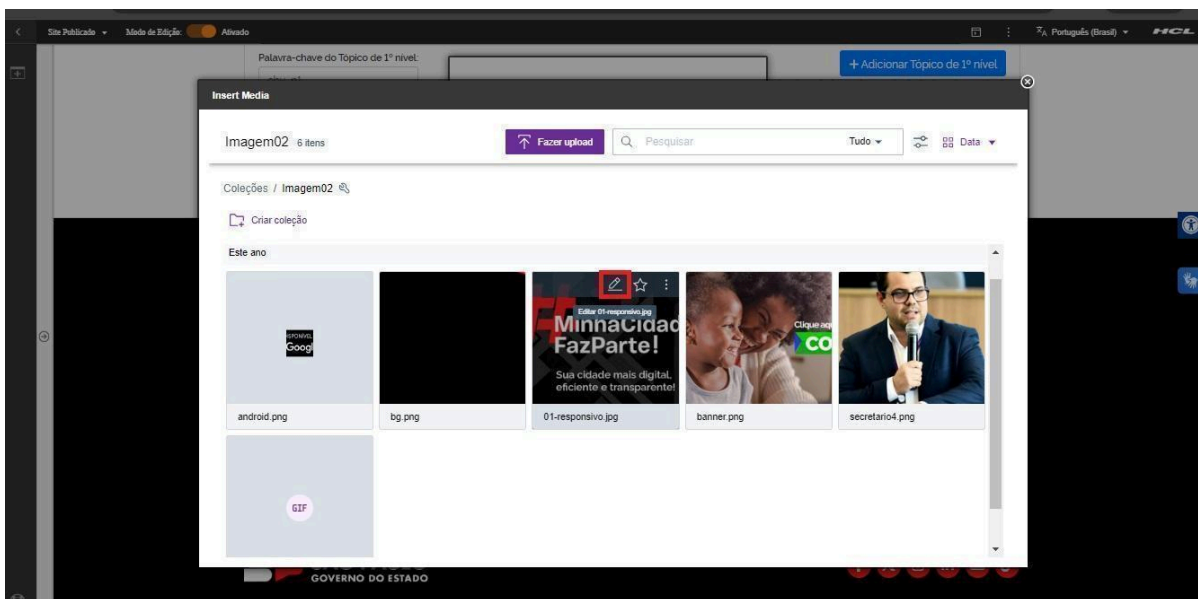 Site Publicado
Modo de Edição:
Ativado
Português (Brasil)
HCL
Palavra-chave do Tópico de 1º nível:
+ Adicionar Tópico de 1º nível
Insert Media
Imagem02 6 itens
Fazer upload
Pesquisar
Tudo
Data
Coleções / Imagem02
Criar coleção
Este ano
Googl
Editar 01-responsivo.jpg
MinhaCidad
FazParte!
Sua cidade mais digital,
eficiente e transparente!
Clique aq
CO
android.png
bg.png
01-responsivo.jpg
banner.png
secretario4.png
GIF
GOVERNO DO ESTADO